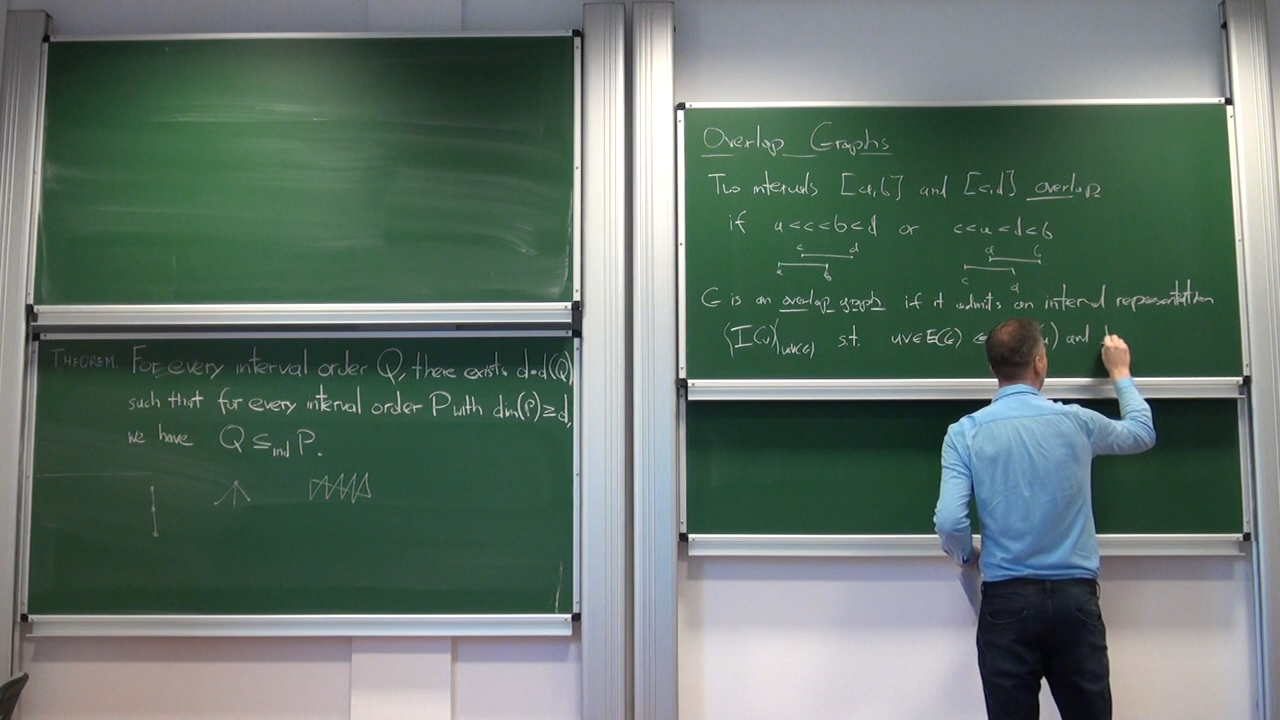 THEOREM. For every interval order Q, there exists d=d(Q)
such that for every interval order P with dim(P)≥d,
we have Q ≤ind P.
Overlap Graphs
Two intervals [a,b] and [c,d] overlap
if a<c<b<d or c<a<d<b
c d
a b
a b
c d
G is an overlap graph if it admits an interval representation
(I(v)) s.t. uv∈E(G) and